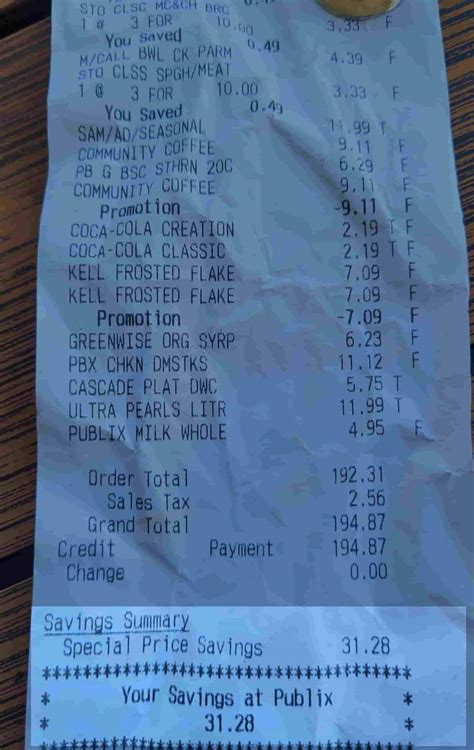 STO CLSC MC&CH BRC 0.49
1 @ 3 FOR 10.00 3.33 F
You Saved 0.49
M/CALL BWL CK PARM 4.39 F
STO CLSS SPGH/MEAT
1 @ 3 FOR 10.00 3.33 F
You Saved 0.49
SAM/AO/SEASONAL 11.99 T
COMMUNITY COFFEE 9.11 F
PB G BSC STHRN 20C 6.29 F
COMMUNITY COFFEE 9.11 F
Promotion -9.11 F
COCA-COLA CREATION 2.19 T F
COCA-COLA CLASSIC 2.19 T F
KELL FROSTED FLAKE 7.09 F
KELL FROSTED FLAKE 7.09 F
Promotion -7.09 F
GREENWISE ORG SYRP 6.23 F
PBX CHKN DMSTKS 11.12 F
CASCADE PLAT DWC 5.75 T
ULTRA PEARLS LITR 11.99 T
PUBLIX MILK WHOLE 4.95 F
Order Total 192.31
Sales Tax 2.56
Grand Total 194.87
Credit Payment 194.87
Change 0.00
Savings Summary
Special Price Savings 31.28
****************************************
* Your Savings at Publix *
* 31.28 *
****************************************